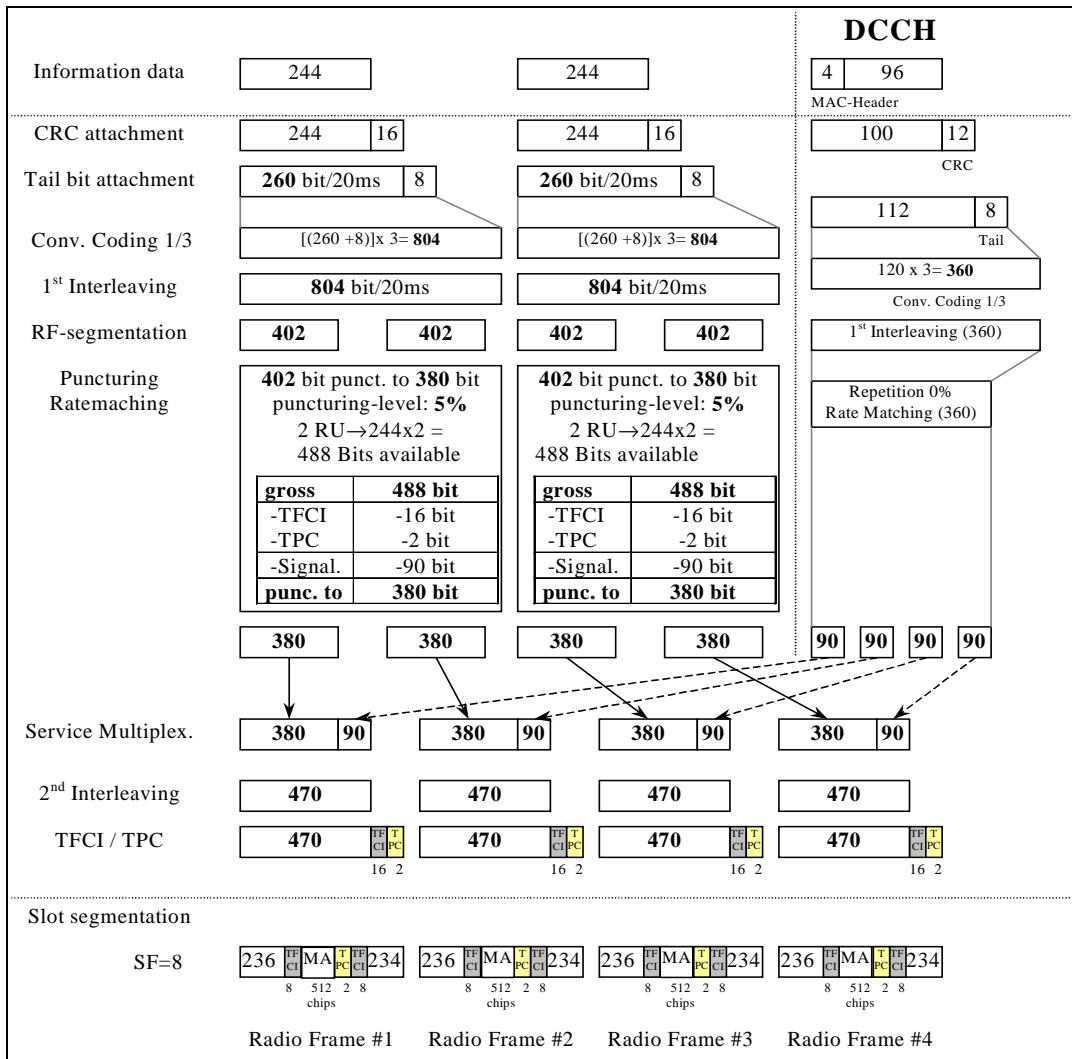 DCCH
Information data
244
244
4 96
MAC-Header
CRC attachment
244 16
244 16
100 12
CRC
Tail bit attachment
260 bit/20ms 8
260 bit/20ms 8
112 8
Tail
Conv. Coding 1/3
[(260 +8)]x 3= 804
[(260 +8)]x 3= 804
120 x 3= 360
Conv. Coding 1/3
1st Interleaving
804 bit/20ms
804 bit/20ms
RF-segmentation
402 402 402 402
1st Interleaving (360)
Puncturing
Ratemaching
402 bit punct. to 380 bit
puncturing-level: 5%
2 RU→244x2 =
488 Bits available
gross 488 bit
-TFCI -16 bit
-TPC -2 bit
-Signal. -90 bit
punc. to 380 bit
402 bit punct. to 380 bit
puncturing-level: 5%
2 RU→244x2 =
488 Bits available
gross 488 bit
-TFCI -16 bit
-TPC -2 bit
-Signal. -90 bit
punc. to 380 bit
Repetition 0%
Rate Matching (360)
380 380 380 380
90 90 90 90
Service Multiplex.
380 90 380 90 380 90 380 90
2nd Interleaving
470 470 470 470
TFCI / TPC
470 TF CI T PC 470 TF CI T PC 470 TF CI T PC 470 TF CI T PC
16 2 16 2 16 2 16 2
Slot segmentation
SF=8
236 TF CI MA T PC TF CI 234
236 TF CI MA T PC TF CI 234
236 TF CI MA T PC TF CI 234
236 TF CI MA T PC TF CI 234
8 512 2 8 8 512 2 8 8 512 2 8 8 512 2 8
chips chips chips chips
Radio Frame #1 Radio Frame #2 Radio Frame #3 Radio Frame #4